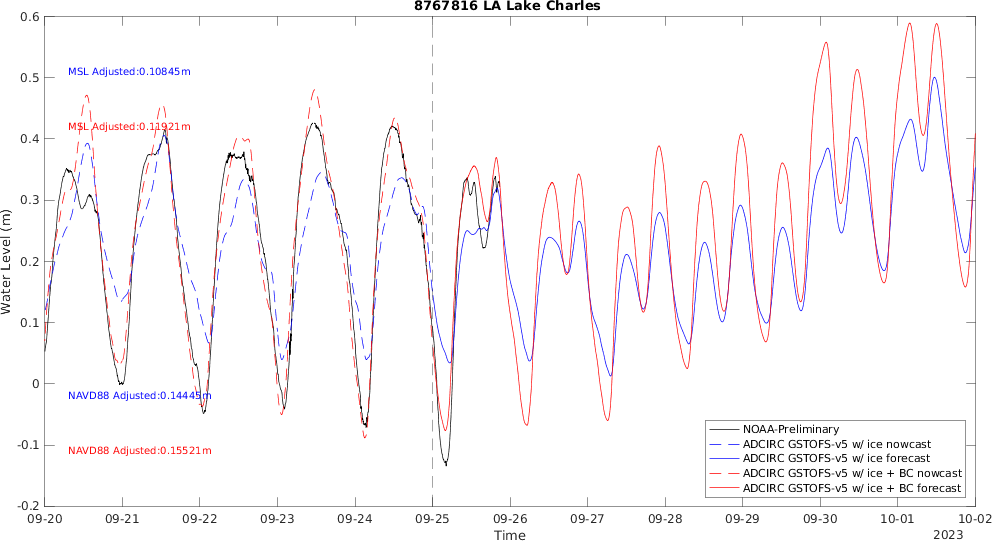 8767816 LA Lake Charles
0.6
0.5
0.4
0.3
0.2
0.1
0
-0.1
-0.2
Water Level (m)
MSL Adjusted:0.10845m
MSL Adjusted:0.11921m
NAVD88 Adjusted:0.14445m
NAVD88 Adjusted:0.15521m
NOAA-Preliminary
ADCIRC GSTOFS-v5 w/ ice nowcast
ADCIRC GSTOFS-v5 w/ ice forecast
ADCIRC GSTOFS-v5 w/ ice + BC nowcast
ADCIRC GSTOFS-v5 w/ ice + BC forecast
09-20 09-21 09-22 09-23 09-24 09-25 09-26 09-27 09-28 09-29 09-30 10-01 10-02
Time
2023